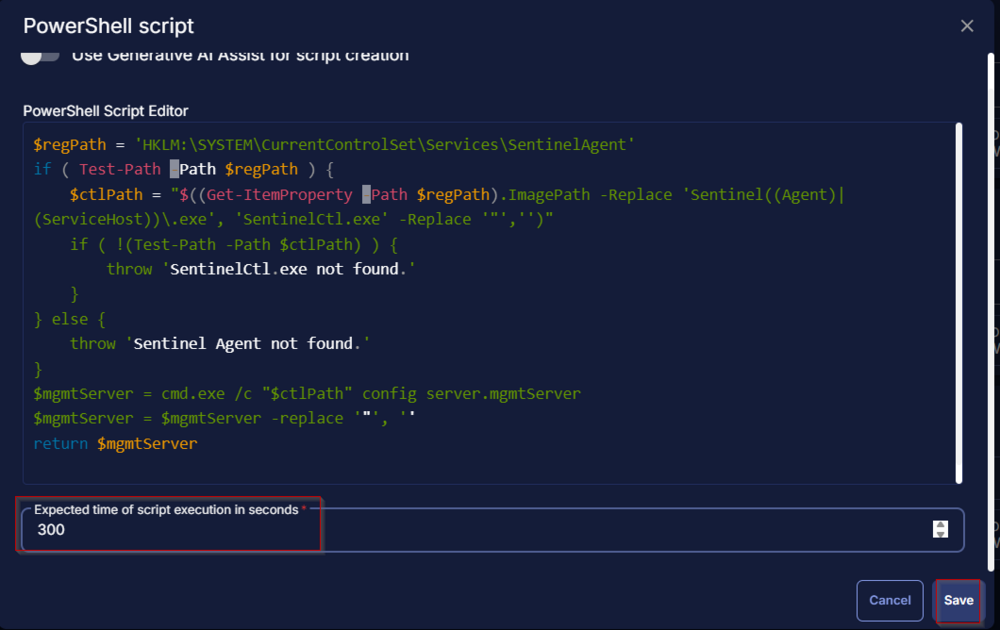 PowerShell script
Use Generative AI Assist for script creation
PowerShell Script Editor
$regPath = 'HKLM:\SYSTEM\CurrentControlSet\Services\SentinelAgent'
if ( Test-Path Path $regPath ) {
    $ctlPath = "$((Get-ItemProperty Path $regPath).ImagePath -Replace 'Sentinel((Agent)|
(ServiceHost))\.exe', 'SentinelCtl.exe' -Replace '"','')"
    if ( !(Test-Path -Path $ctlPath) ) {
        throw 'SentinelCtl.exe not found.'
    }
} else {
    throw 'Sentinel Agent not found.'
}
$mgmtServer = cmd.exe /c "$ctlPath" config server.mgmtServer
$mgmtServer = $mgmtServer -replace '"', ''
return $mgmtServer
Expected time of script execution in seconds *
300
Cancel
Save